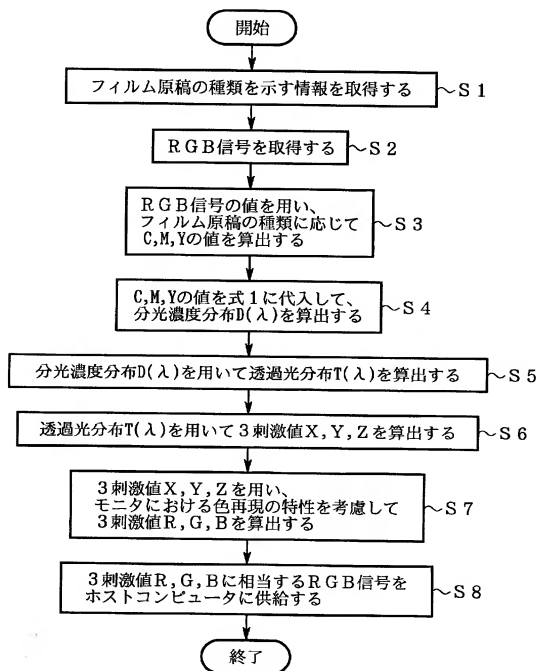 開始
フィルム原稿の種類を示す情報を取得する ～S1
RGB信号を取得する ～S2
RGB信号の値を用い、
フィルム原稿の種類に応じて
C,M,Yの値を算出する ～S3
C,M,Yの値を式1に代入して、
分光濃度分布D(λ)を算出する ～S4
分光濃度分布D(λ)を用いて透過光分布T(λ)を算出する ～S5
透過光分布T(λ)を用いて3刺激値X,Y,Zを算出する ～S6
3刺激値X,Y,Zを用い、
モニタにおける色再現の特性を考慮して
3刺激値R,G,Bを算出する ～S7
3刺激値R,G,Bに相当するRGB信号を
ホストコンピュータに供給する ～S8
終了